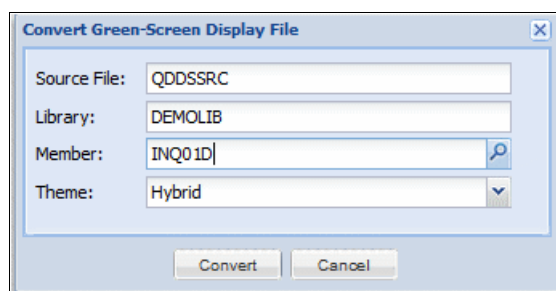 Convert Green-Screen Display File
Source File: QDDSSRC
Library: DEMOLIB
Member: INQ01D
Theme: Hybrid
Convert Cancel